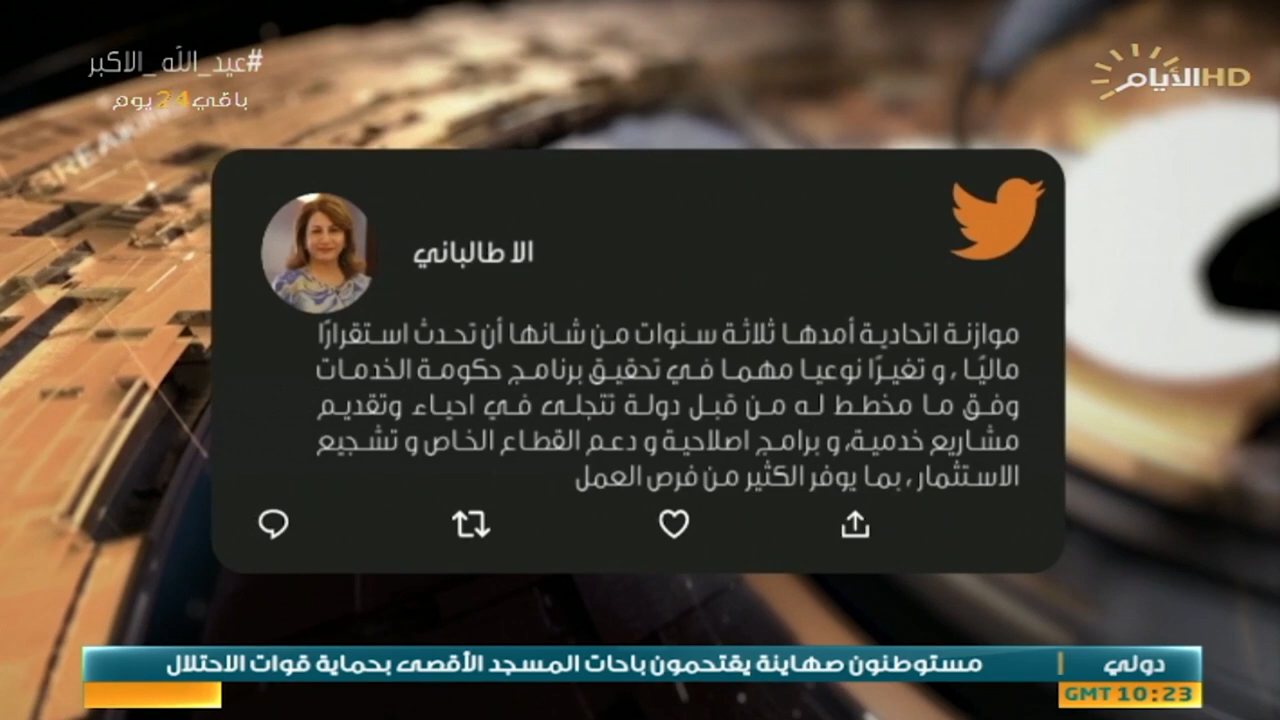 #عيد_الله_الاكبر
باقي 24 يوم
الأيام HD
الا طالباني
موازنة اتحادية أمدها ثلاثة سنوات من شانها أن تحدث استقرارًا
ماليًا ، و تغيرًا نوعيا مهما في تحقيق برنامج حكومة الخدمات
وفق ما مخطط له من قبل دولة تتجلى في احياء وتقديم
مشاريع خدمية، و برامج اصلاحية و دعم القطاع الخاص و تشجيع
الاستثمار ، بما يوفر الكثير من فرص العمل
دولي | مستوطنون صهاينة يقتحمون باحات المسجد الأقصى بحماية قوات الاحتلال
GMT 10:23